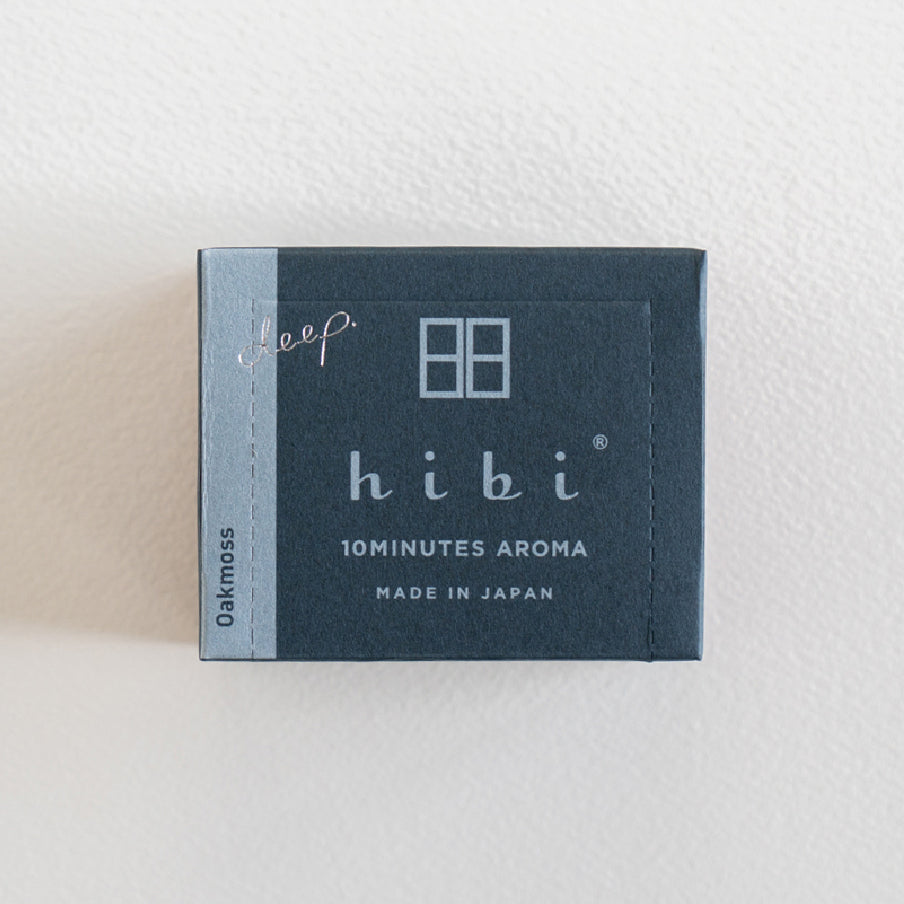 deep.
hibi®
10MINUTES AROMA
MADE IN JAPAN
Oakmoss